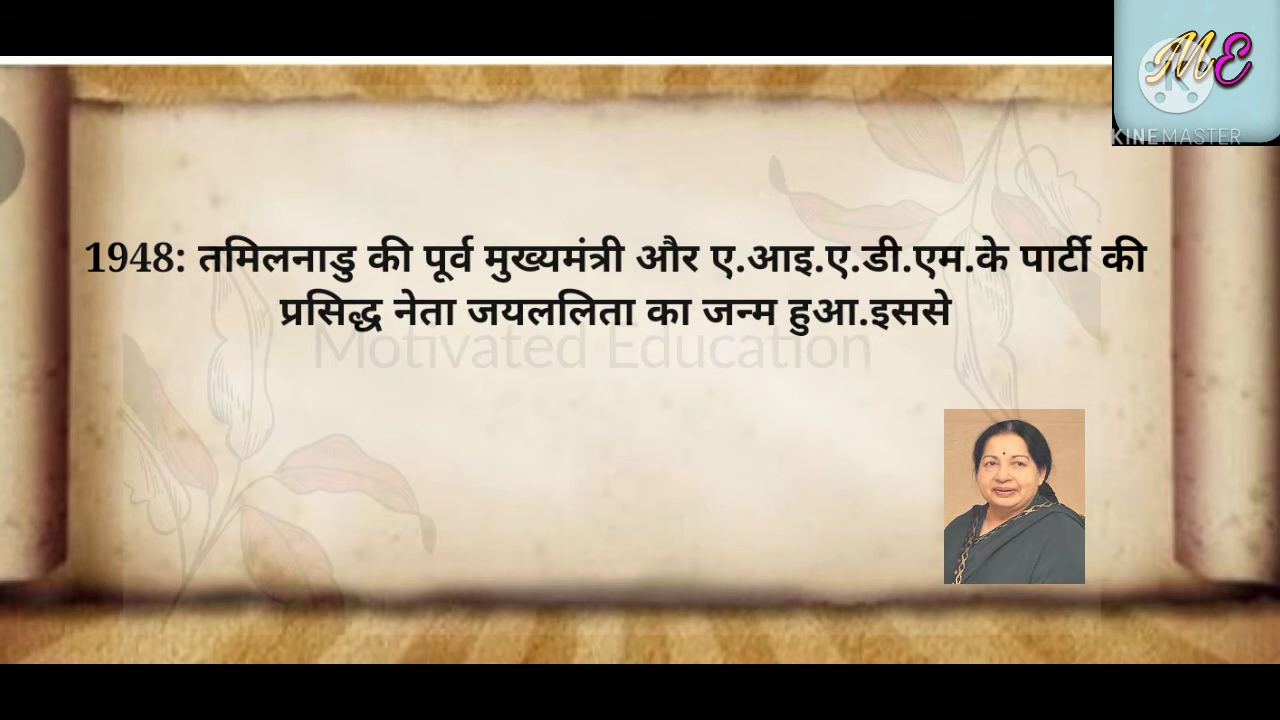 ME
KINEMASTER
1948: तमिलनाडु की पूर्व मुख्यमंत्री और ए.आइ.ए.डी.एम.के पार्टी की
प्रसिद्ध नेता जयललिता का जन्म हुआ.इससे
Motivated Education